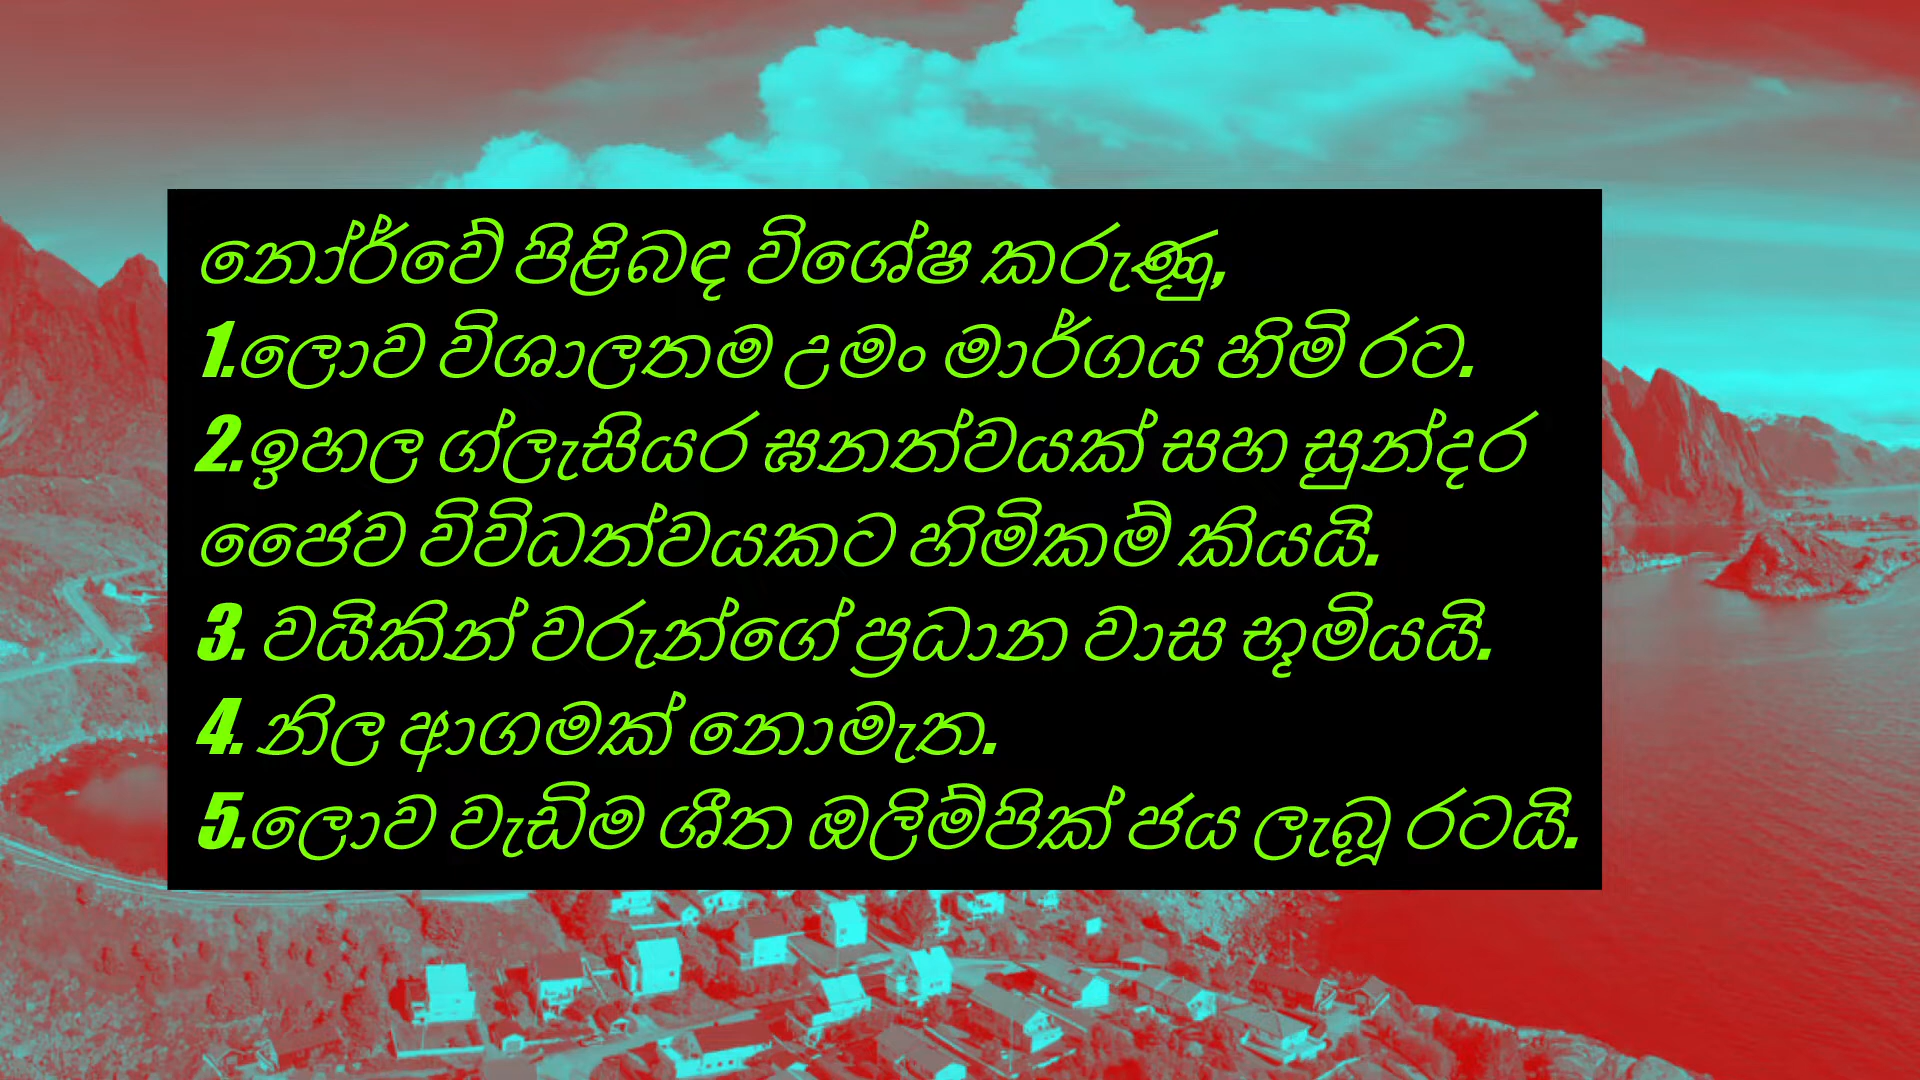 නෝර්වේ පිළිබඳ විශේෂ කරුණු,
1.ලොව විශාලතම උමං මාර්ගය හිමි රට.
2.ඉහල ග්ලැසියර ඝනත්වයක් සහ සුන්දර
ජෛව විවිධත්වයකට හිමිකම් කියයි.
3. වයිකින් වරුන්ගේ ප්‍රධාන වාස භූමියයි.
4. නිල ආගමක් නොමැත.
5.ලොව වැඩිම ශීත ඔලිම්පික් ජය ලැබූ රටයි.